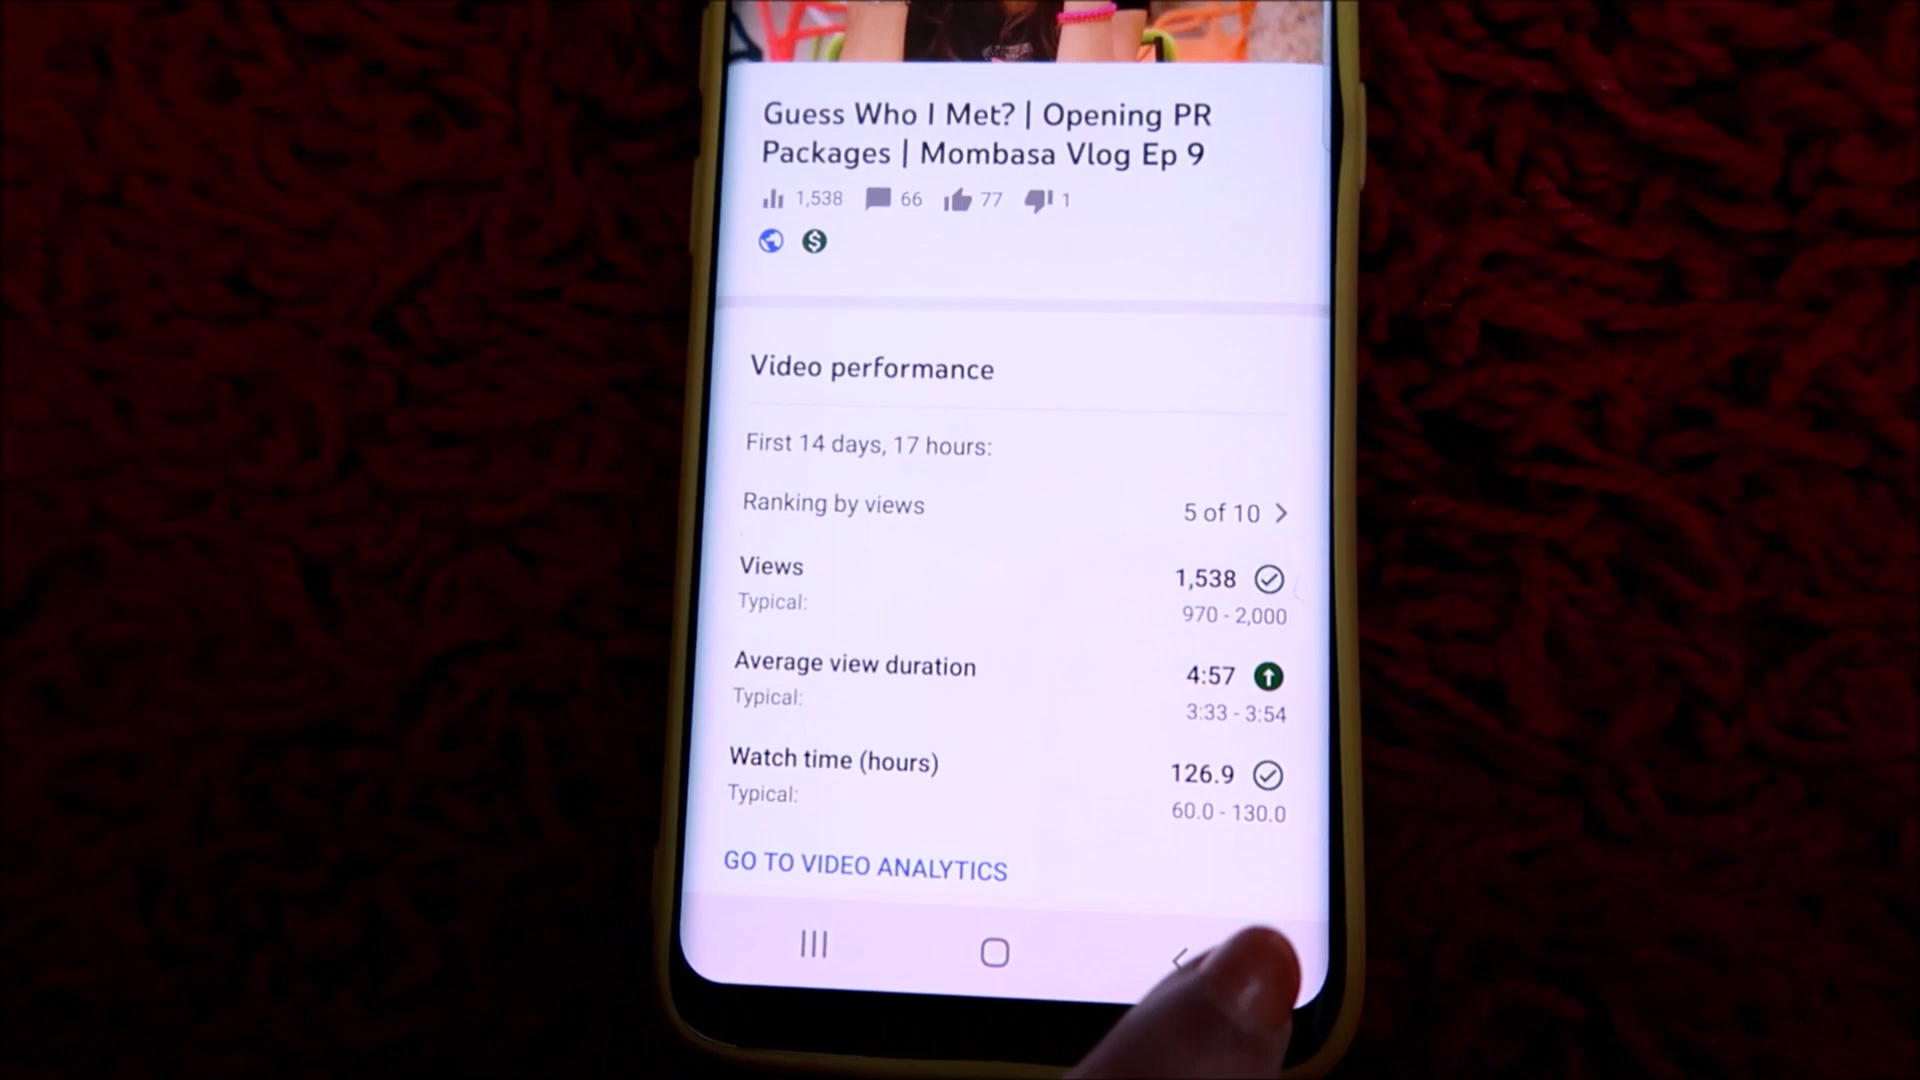 Guess Who I Met? | Opening PR
Packages | Mombasa Vlog Ep 9
1,538 66 77 1
Video performance
First 14 days, 17 hours:
Ranking by views 5 of 10
Views 1,538
Typical: 970 - 2,000
Average view duration 4:57
Typical: 3:33 - 3:54
Watch time (hours) 126.9
Typical: 60.0 - 130.0
GO TO VIDEO ANALYTICS